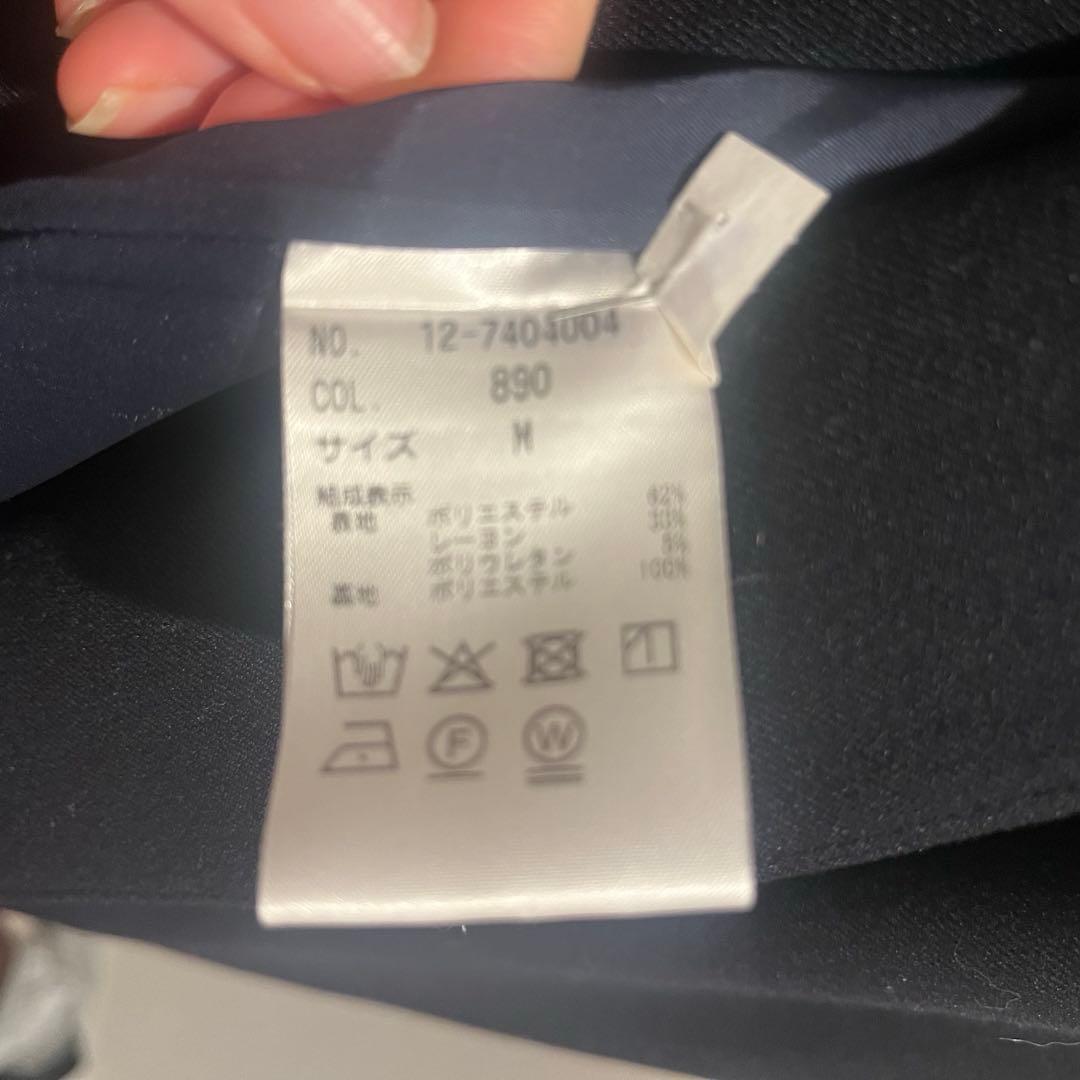 NO. 12-7404004
COL. 890
サイズ M
組成表示
表地 ポリエステル 62%
レーヨン 33%
ポリウレタン 5%
裏地 ポリエステル 100%
F W